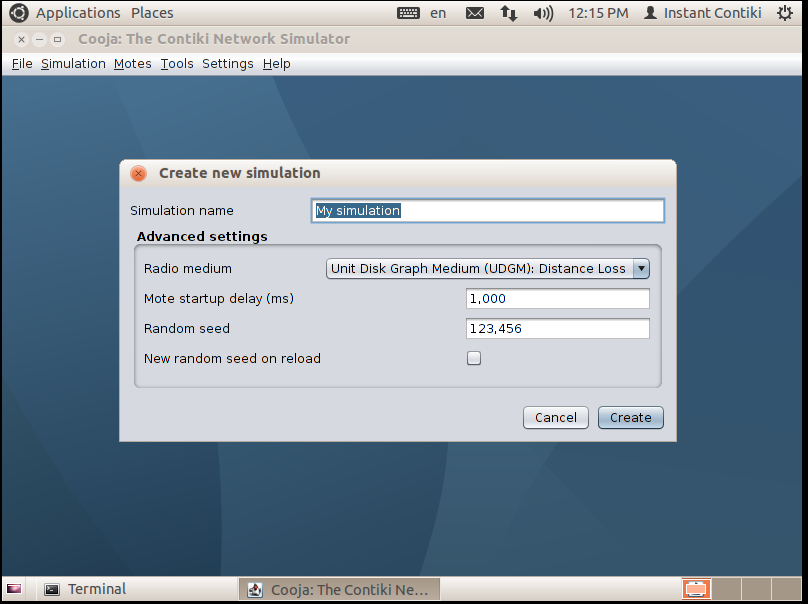 Applications Places en 12:15 PM Instant Contiki
Cooja: The Contiki Network Simulator
File Simulation Motes Tools Settings Help
Create new simulation
Simulation name My simulation
Advanced settings
Radio medium Unit Disk Graph Medium (UDGM): Distance Loss
Mote startup delay (ms) 1,000
Random seed 123,456
New random seed on reload
Cancel Create
Terminal Cooja: The Contiki Ne...